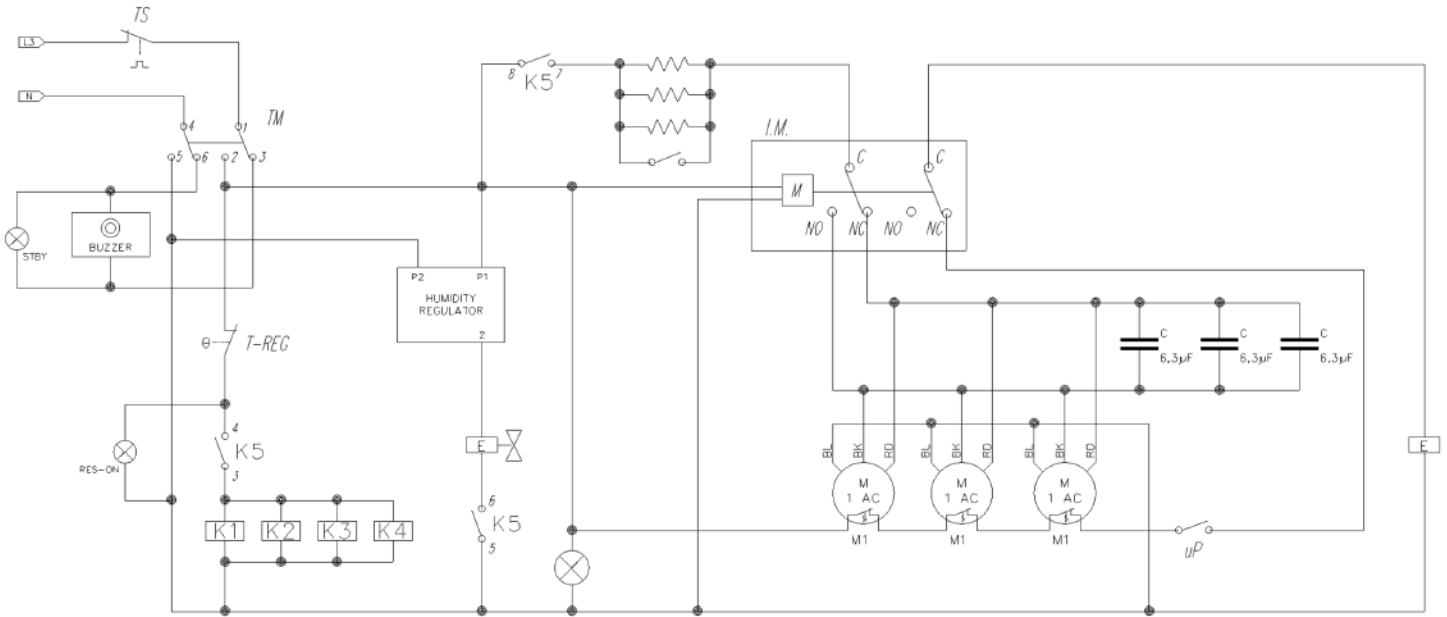 TS
L3
N
TM
4
1
5
6
2
3
BUZZER
STBY
8
K5
7
I.M.
C
C
M
NO
NC
NO
NC
P2
P1
HUMIDITY
REGULATOR
2
θ
T-REG
C
6,3µF
C
6,3µF
C
6,3µF
4
K5
3
RES-ON
E
6
K5
5
K1
K2
K3
K4
BL
BK
RD
BL
BK
RD
BL
BK
RD
M
1 AC
M
1 AC
M
1 AC
M1
M1
M1
uP
E